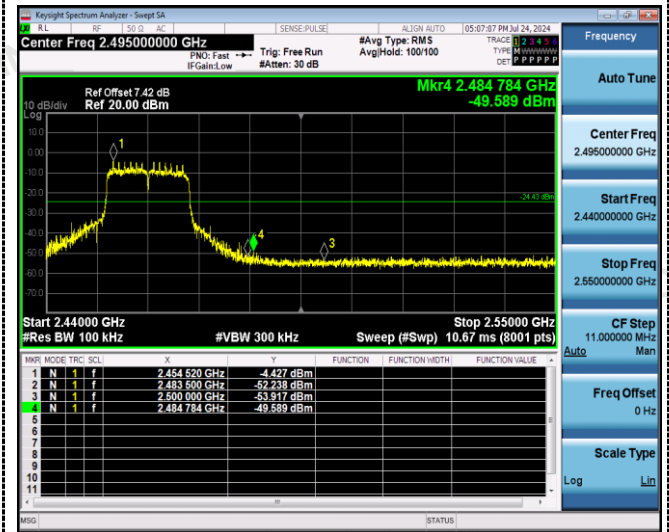 Keysight Spectrum Analyzer - Swept SA
RL RF 50 Ω AC SENSE:PULSE ALIGN AUTO 05:07:07 PM Jul 24, 2024
Center Freq 2.495000000 GHz
PNO: Fast
IFGain:Low
Trig: Free Run
#Atten: 30 dB
#Avg Type: RMS
Avg|Hold: 100/100
TRACE 1 2 3 4 5 6
TYPE M W W W W W
DET P P P P P P
Ref Offset 7.42 dB
10 dB/div Ref 20.00 dBm
Log
Mkr4 2.484 784 GHz
-49.589 dBm
10.0
0.00
-10.0
-20.0
-30.0
-40.0
-50.0
-60.0
-70.0
1
4
3
-24.43 dBm
Start 2.44000 GHz
Stop 2.55000 GHz
#Res BW 100 kHz
#VBW 300 kHz
Sweep (#Swp) 10.67 ms (8001 pts)
MKR MODE TRC SCL X Y FUNCTION FUNCTION WIDTH FUNCTION VALUE
1 N 1 f 2.454 520 GHz -4.427 dBm
2 N 1 f 2.483 500 GHz -52.238 dBm
3 N 1 f 2.500 000 GHz -53.917 dBm
4 N 1 f 2.484 784 GHz -49.589 dBm
5
6
7
8
9
10
11
MSG
STATUS
Frequency
Auto Tune
Center Freq
2.495000000 GHz
Start Freq
2.440000000 GHz
Stop Freq
2.550000000 GHz
CF Step
11.000000 MHz
Auto Man
Freq Offset
0 Hz
Scale Type
Log Lin